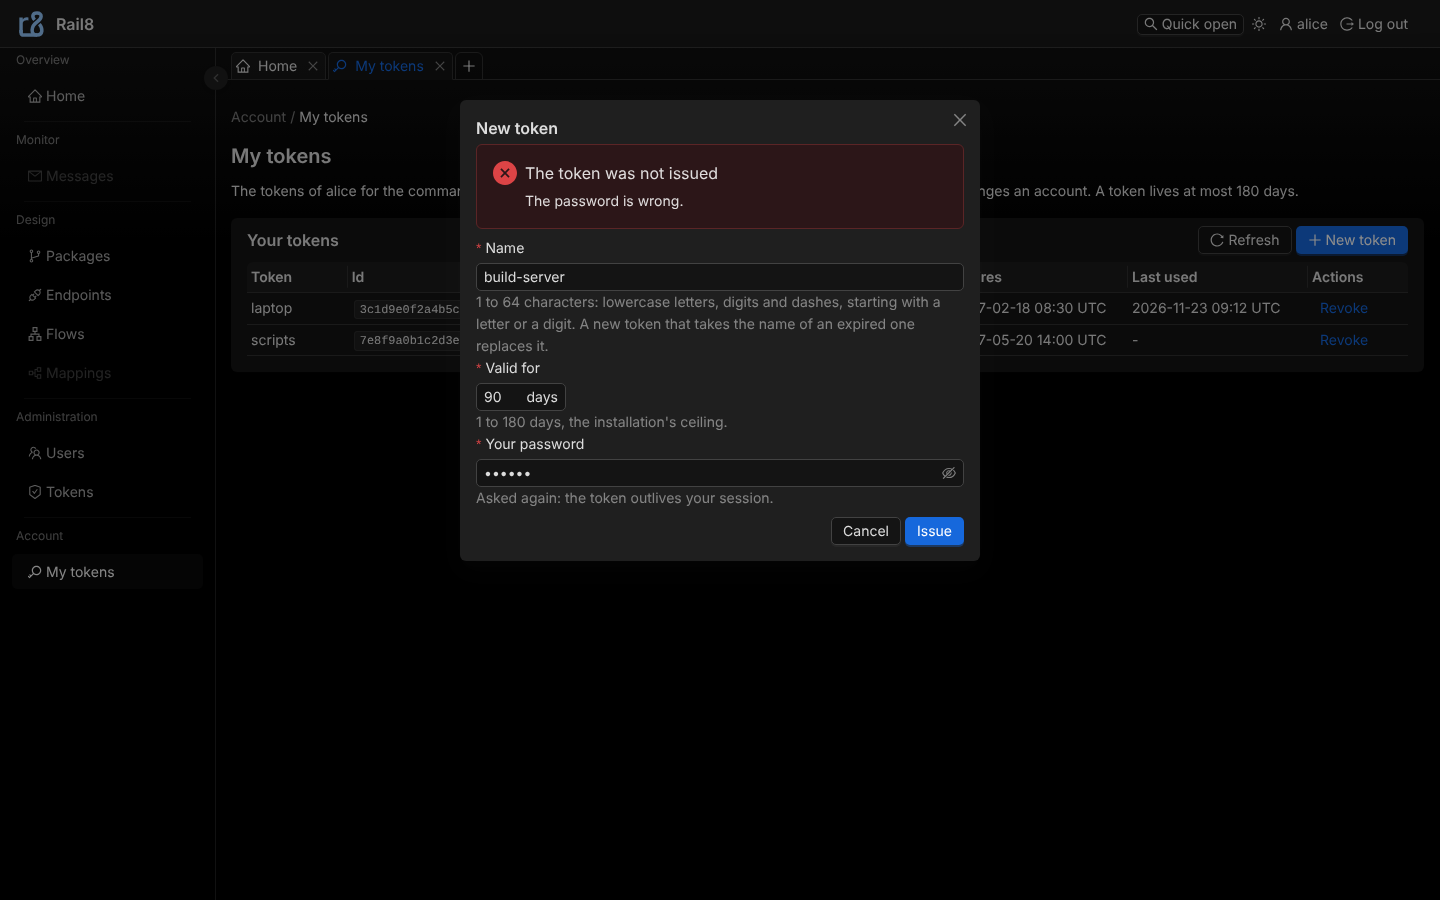 r8 Rail8
Quick open
alice
Log out
Overview
Home
Monitor
Messages
Design
Packages
Endpoints
Flows
Mappings
Administration
Users
Tokens
Account
My tokens
Home
My tokens
Account / My tokens
My tokens
The tokens of alice for the
nges an account. A token lives at most 180 days.
Your tokens
Refresh
New token
Token Id res Last used Actions
laptop 3c1d9e0f2a4b5c 7-02-18 08:30 UTC 2026-11-23 09:12 UTC Revoke
scripts 7e8f9a0b1c2d3e 7-05-20 14:00 UTC - Revoke
New token
The token was not issued
The password is wrong.
* Name
build-server
1 to 64 characters: lowercase letters, digits and dashes, starting with a
letter or a digit. A new token that takes the name of an expired one
replaces it.
* Valid for
90 days
1 to 180 days, the installation's ceiling.
* Your password
••••••
Asked again: the token outlives your session.
Cancel
Issue